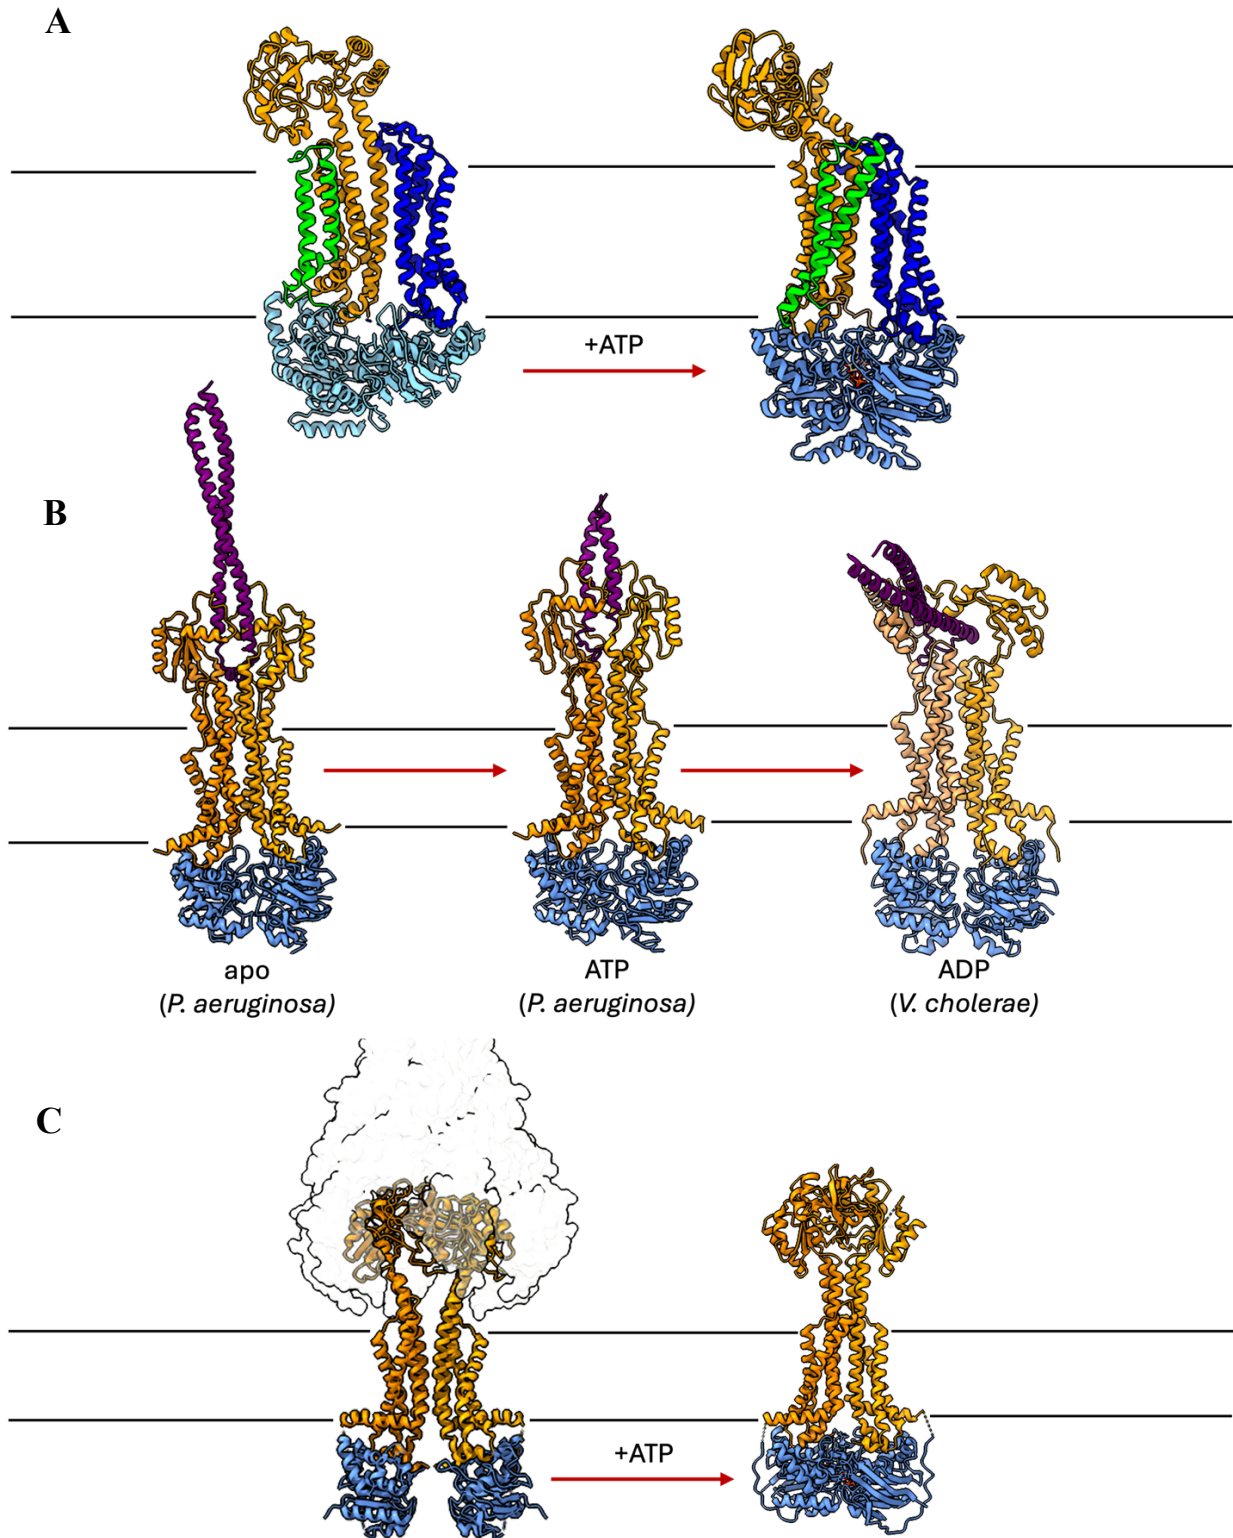 A
+ATP
B
apo
(P. aeruginosa)
ATP
(P. aeruginosa)
ADP
(V. cholerae)
C
+ATP